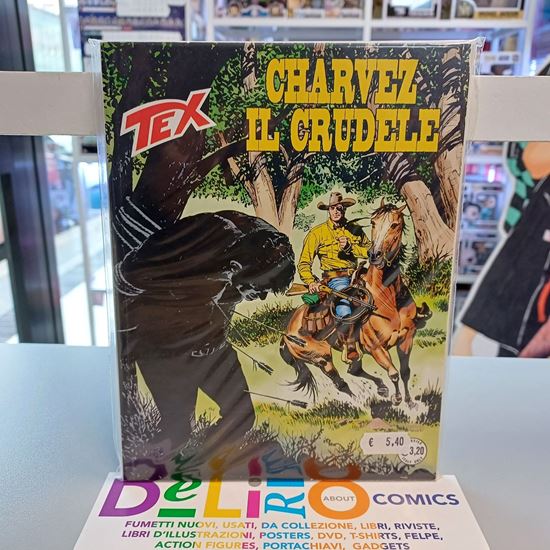 CHARVEZ
IL CRUDELE
TEX
€ 5,40
3,20
DeLiRiO
ABOUT
COMICS
FUMETTI NUOVI, USATI, DA COLLEZIONE, LIBRI, RIVISTE,
LIBRI D'ILLUSTRAZIONI, POSTERS, DVD, T-SHIRTS, FELPE,
ACTION FIGURES, PORTACHIAVI, GADGETS